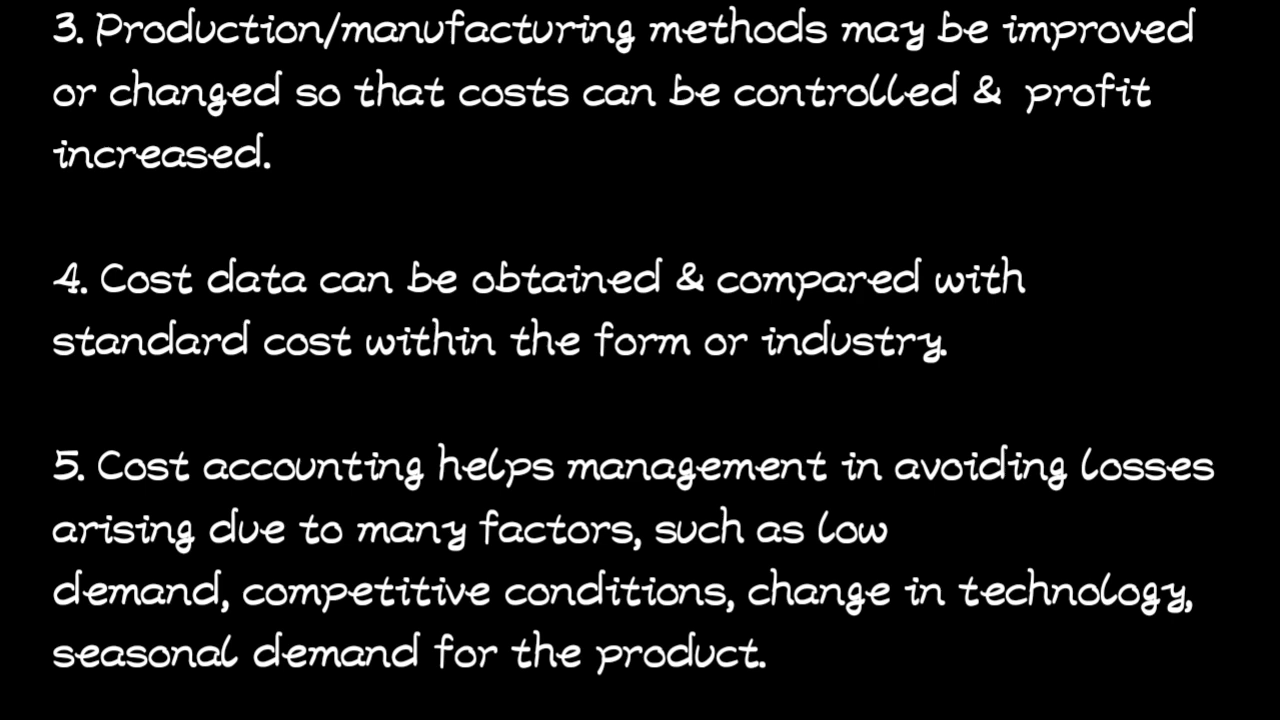 3. Production/manufacturing methods may be improved
or changed so that costs can be controlled & profit
increased.
4. Cost data can be obtained & compared with
standard cost within the form or industry.
5. Cost accounting helps management in avoiding losses
arising due to many factors, such as low
demand, competitive conditions, change in technology,
seasonal demand for the product.